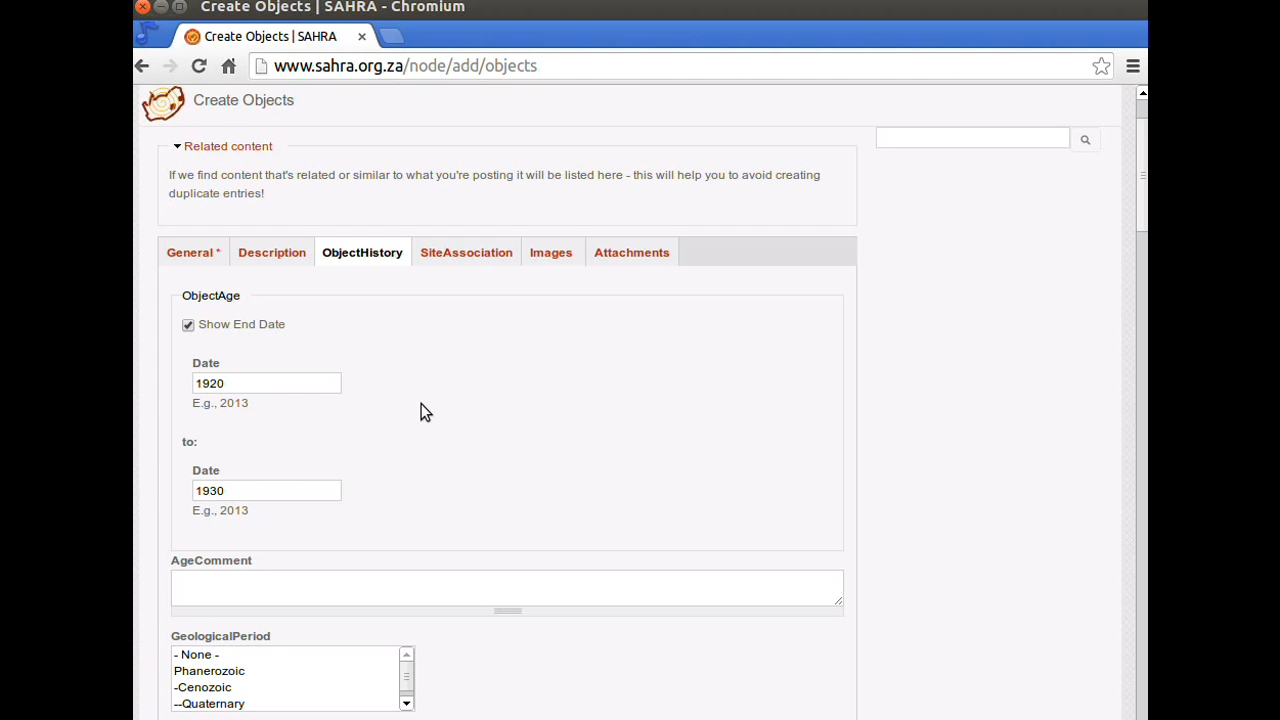 Create Objects | SAHRA - Chromium
Create Objects | SAHRA
www.sahra.org.za/node/add/objects
Create Objects
Related content
If we find content that's related or similar to what you're posting it will be listed here - this will help you to avoid creating
duplicate entries!
General * Description ObjectHistory SiteAssociation Images Attachments
ObjectAge
Show End Date
Date
1920
E.g., 2013
to:
Date
1930
E.g., 2013
AgeComment
GeologicalPeriod
- None -
Phanerozoic
-Cenozoic
--Quaternary